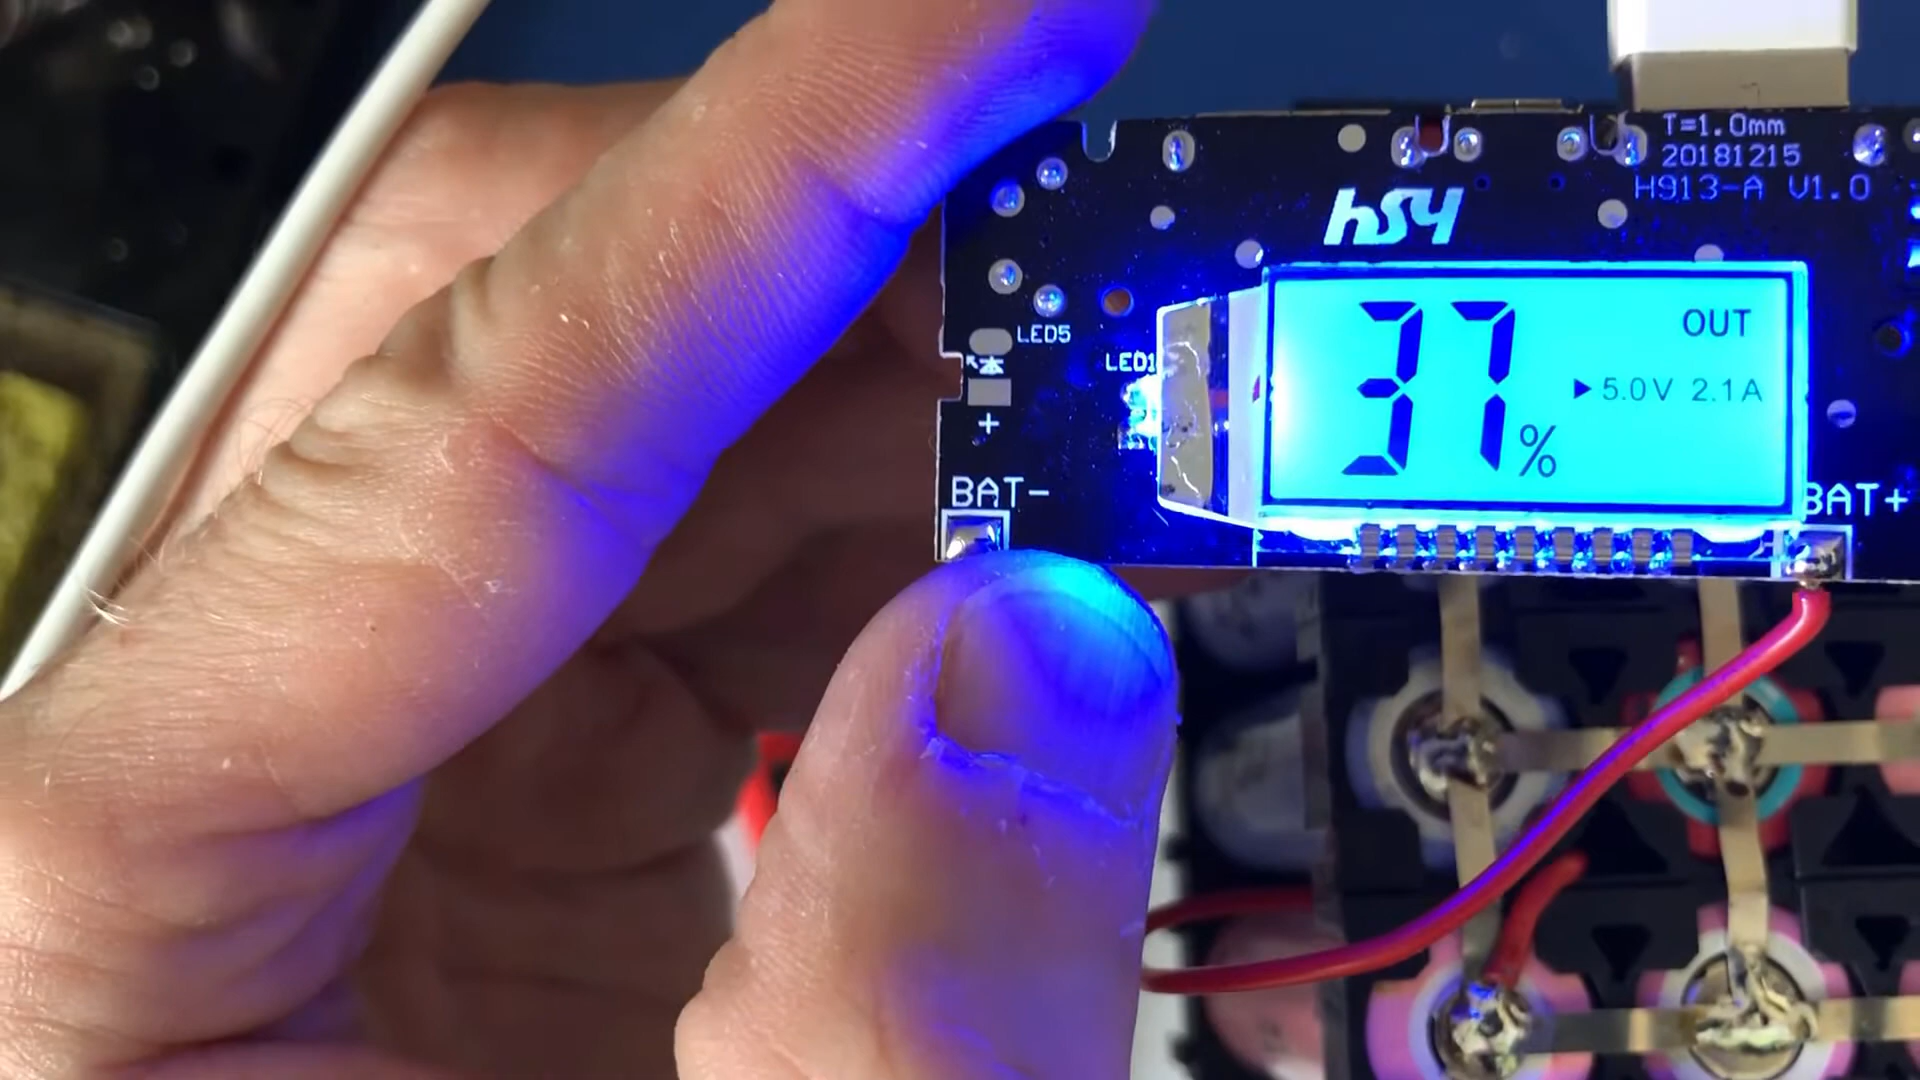 T=1.0mm
20181215
H913-A V1.0
hsy
OUT
37%
▶5.0V 2.1A
LED5
LED1
+
BAT-
BAT+